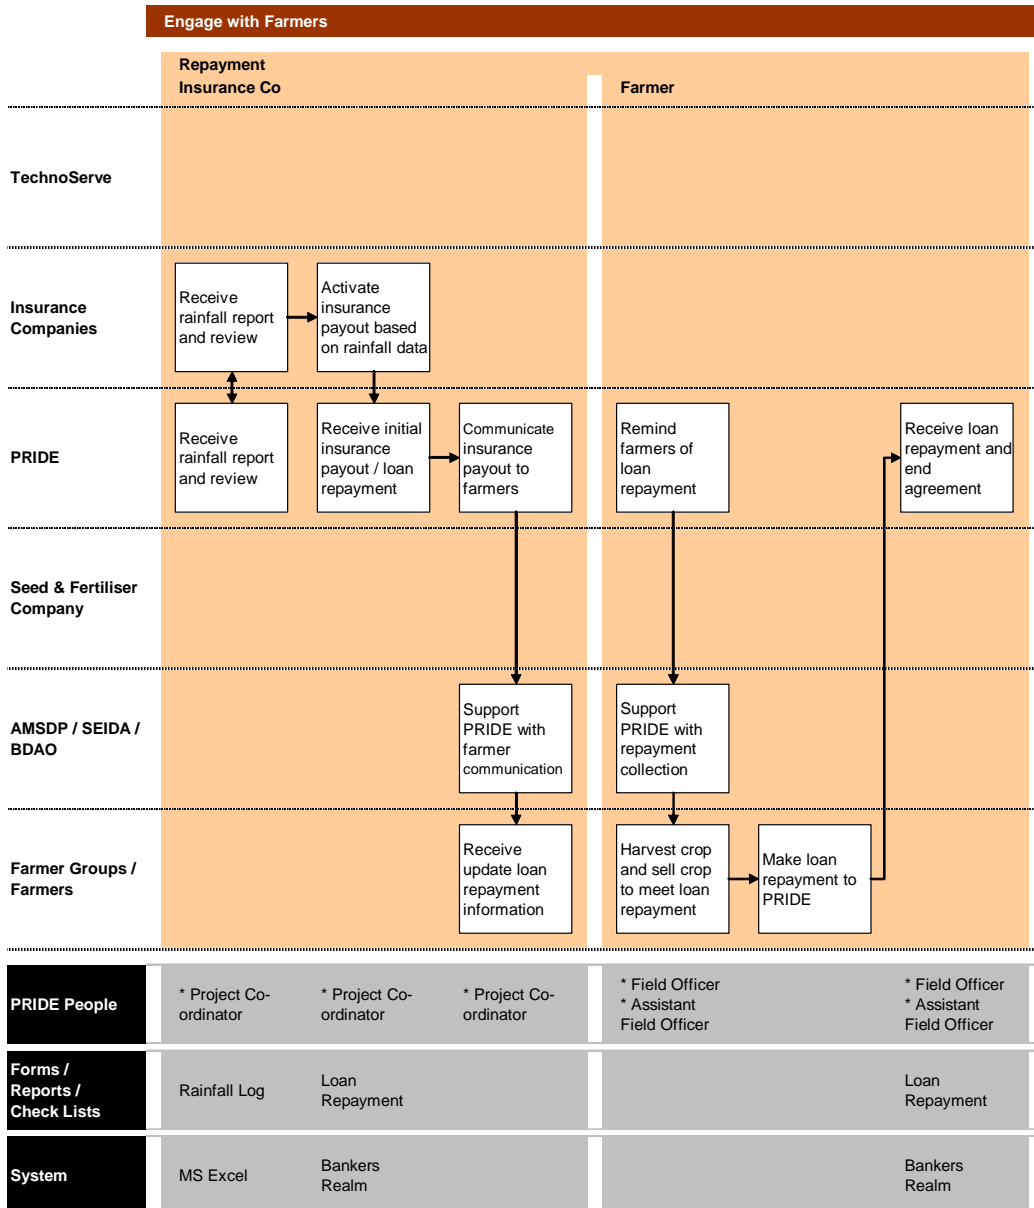 Engage with Farmers
Repayment
Insurance Co
Farmer
TechnoServe
Insurance
Companies
Receive
rainfall report
and review
Activate
insurance
payout based
on rainfall data
PRIDE
Receive
rainfall report
and review
Receive initial
insurance
payout / loan
repayment
Communicate
insurance
payout to
farmers
Remind
farmers of
loan
repayment
Receive loan
repayment and
end
agreement
Seed & Fertiliser
Company
AMSDP / SEIDA /
BDAO
Support
PRIDE with
farmer
communication
Support
PRIDE with
repayment
collection
Farmer Groups /
Farmers
Receive
update loan
repayment
information
Harvest crop
and sell crop
to meet loan
repayment
Make loan
repayment to
PRIDE
PRIDE People
* Project Co-
ordinator
* Project Co-
ordinator
* Project Co-
ordinator
* Field Officer
* Assistant
Field Officer
* Field Officer
* Assistant
Field Officer
Forms /
Reports /
Check Lists
Rainfall Log
Loan
Repayment
Loan
Repayment
System
MS Excel
Bankers
Realm
Bankers
Realm